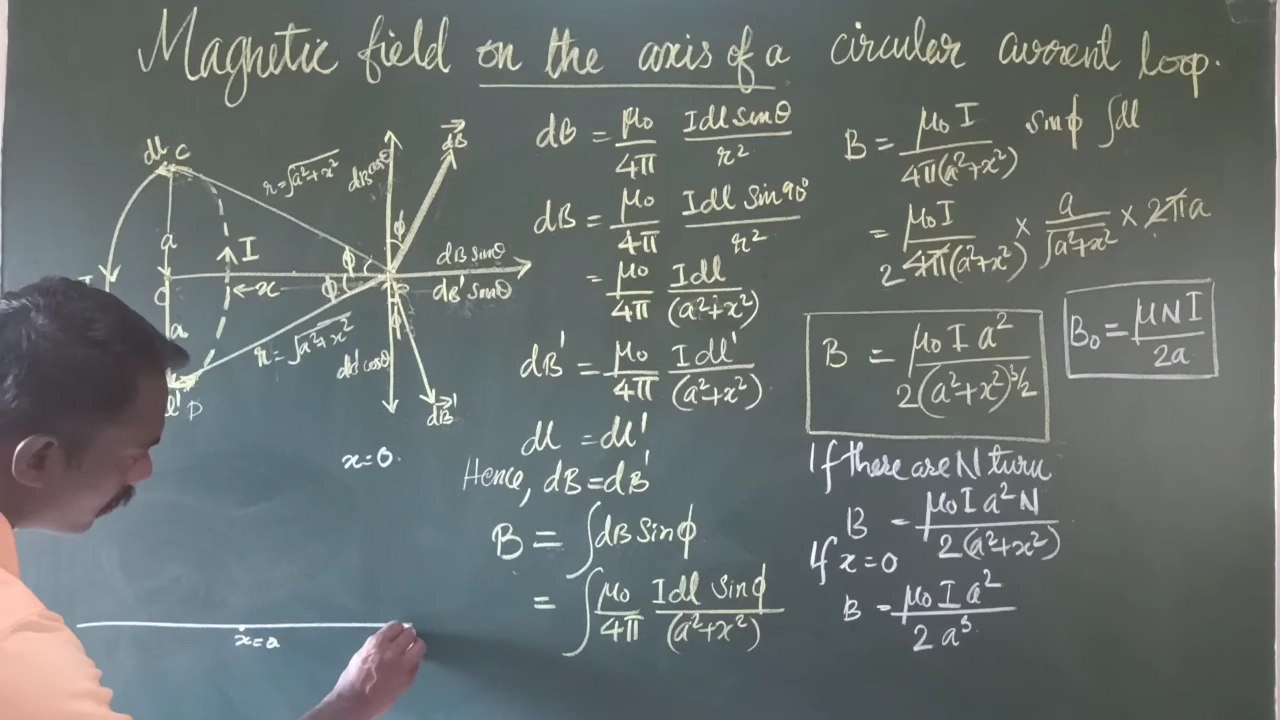 Magnetic field on the axis of a circular current loop.
dl C
r=√a²+x²
dB cosθ
dB
ϕ
a
I
ϕ
dB sinθ
O
x
ϕ
dB' sinθ
a
r=√a²+x²
ϕ
dB' cosθ
dl' D
dB'
x=0.
x=a
dB = μ₀/4π Idl sinθ/r²
dB = μ₀/4π Idl sin90°/r²
= μ₀/4π Idl/(a²+x²)
dB' = μ₀/4π Idl'/(a²+x²)
dl = dl'
Hence, dB=dB'
B = ∫dB sinϕ
= ∫μ₀/4π Idl sinϕ/(a²+x²)
B = μ₀I/4π(a²+x²) sinϕ ∫dl
= μ₀I/2 4π(a²+x²) × a/√a²+x² × 2πa
B = μ₀Ia²/2(a²+x²)^3/2
B₀ = μNI/2a
If there are N turn
B = μ₀Ia²N/2(a²+x²)
If x=0
B = μ₀Ia²/2a³